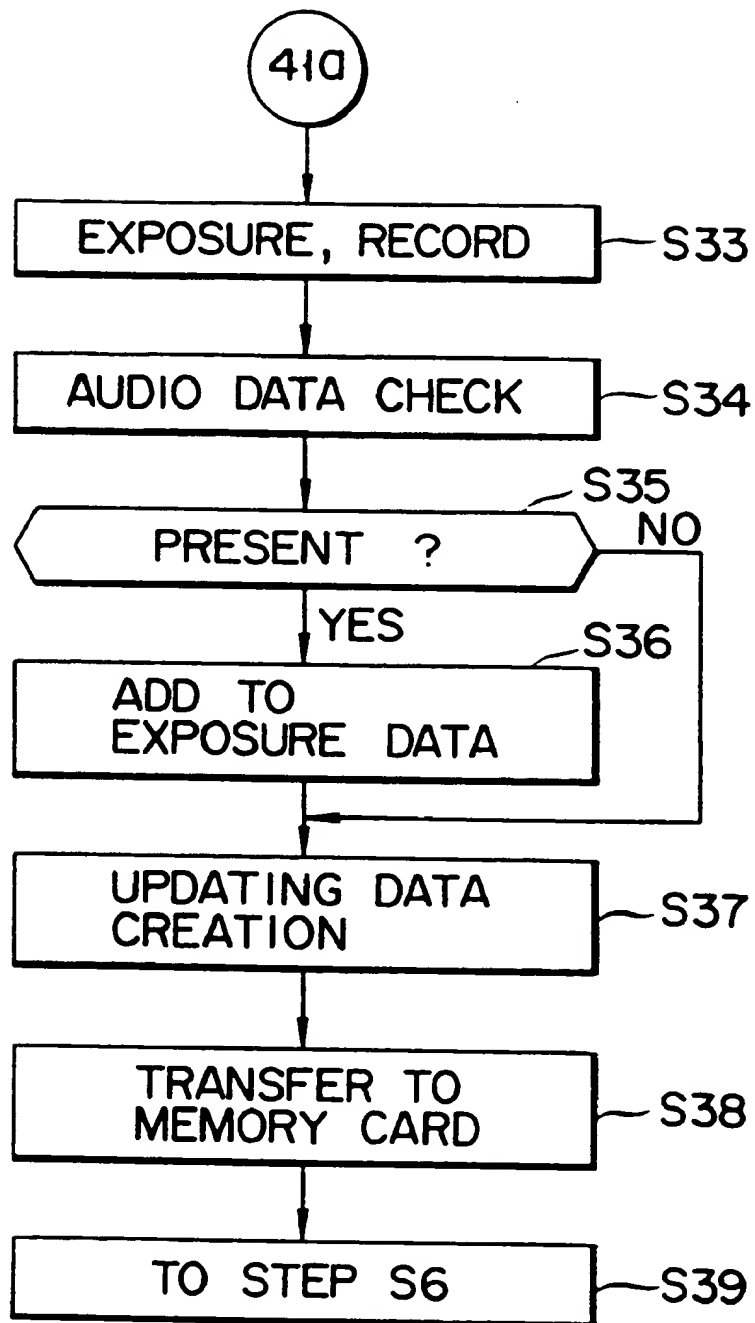 41a
EXPOSURE, RECORD
S33
AUDIO DATA CHECK
S34
S35
PRESENT ?
NO
YES
S36
ADD TO
EXPOSURE DATA
UPDATING DATA
CREATION
S37
TRANSFER TO
MEMORY CARD
S38
TO STEP S6
S39